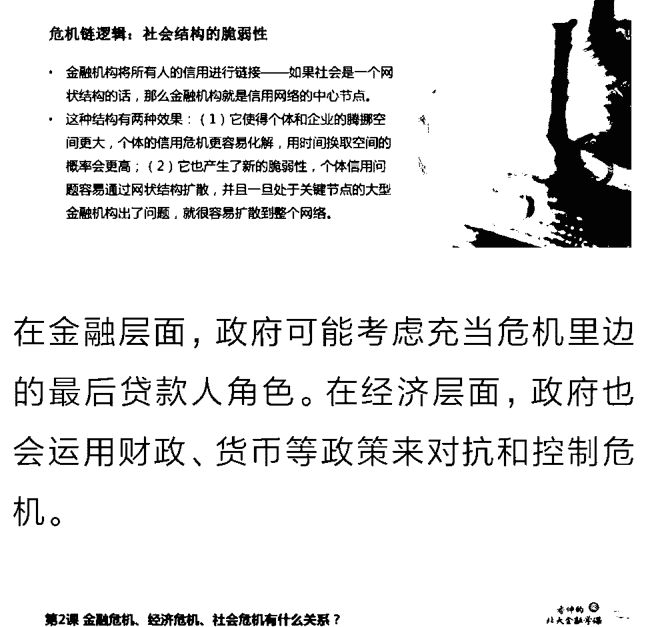 危机链逻辑：社会结构的脆弱性
• 金融机构将所有人的信用进行链接——如果社会是一个网
状结构的话，那么金融机构就是信用网络的中心节点。
• 这种结构有两种效果：（1）它使得个体和企业的腾挪空
间更大，个体的信用危机更容易化解，用时间换取空间的
概率会更高；（2）它也产生了新的脆弱性，个体信用问
题容易通过网状结构扩散，并且一旦处于关键节点的大型
金融机构出了问题，就很容易扩散到整个网络。
在金融层面，政府可能考虑充当危机里边
的最后贷款人角色。在经济层面，政府也
会运用财政、货币等政策来对抗和控制危
机。
第2课 金融危机、经济危机、社会危机有什么关系？
香帅的
北大金融学课